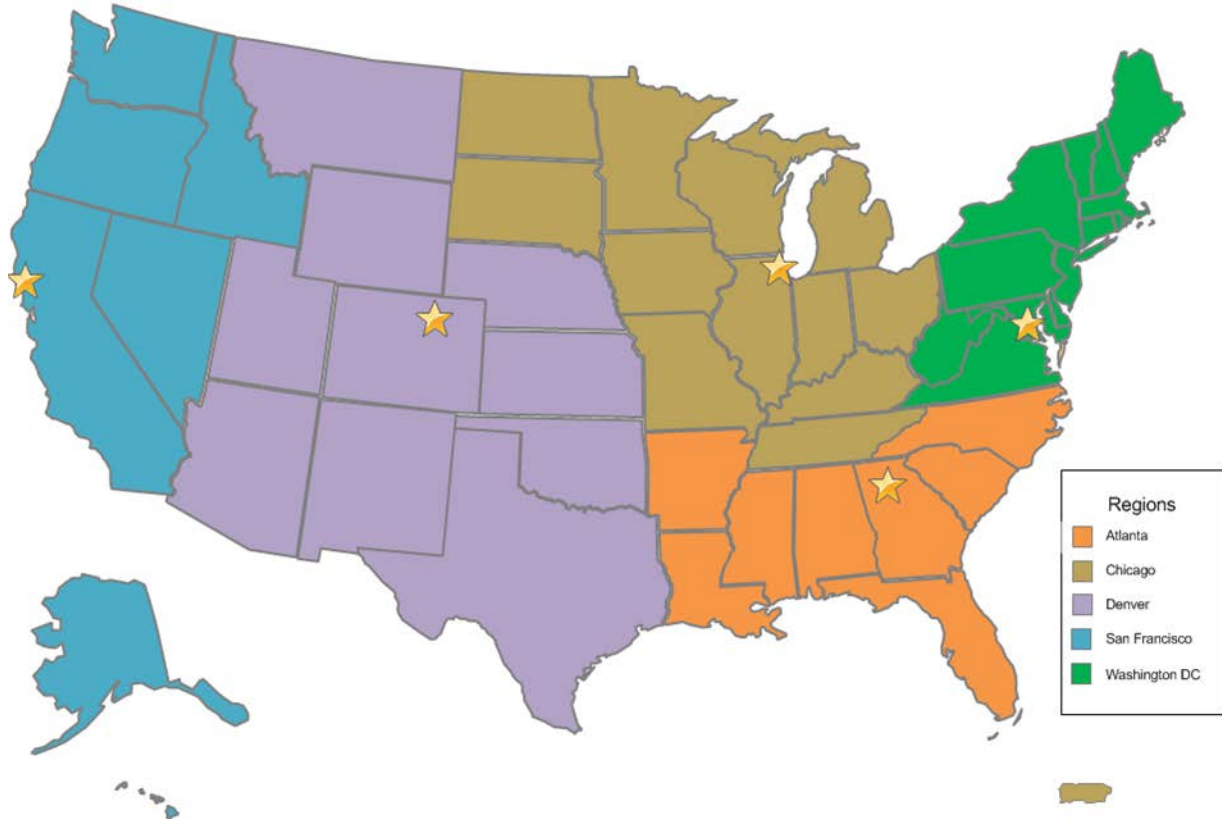 Regions
Atlanta
Chicago
Denver
San Francisco
Washington DC